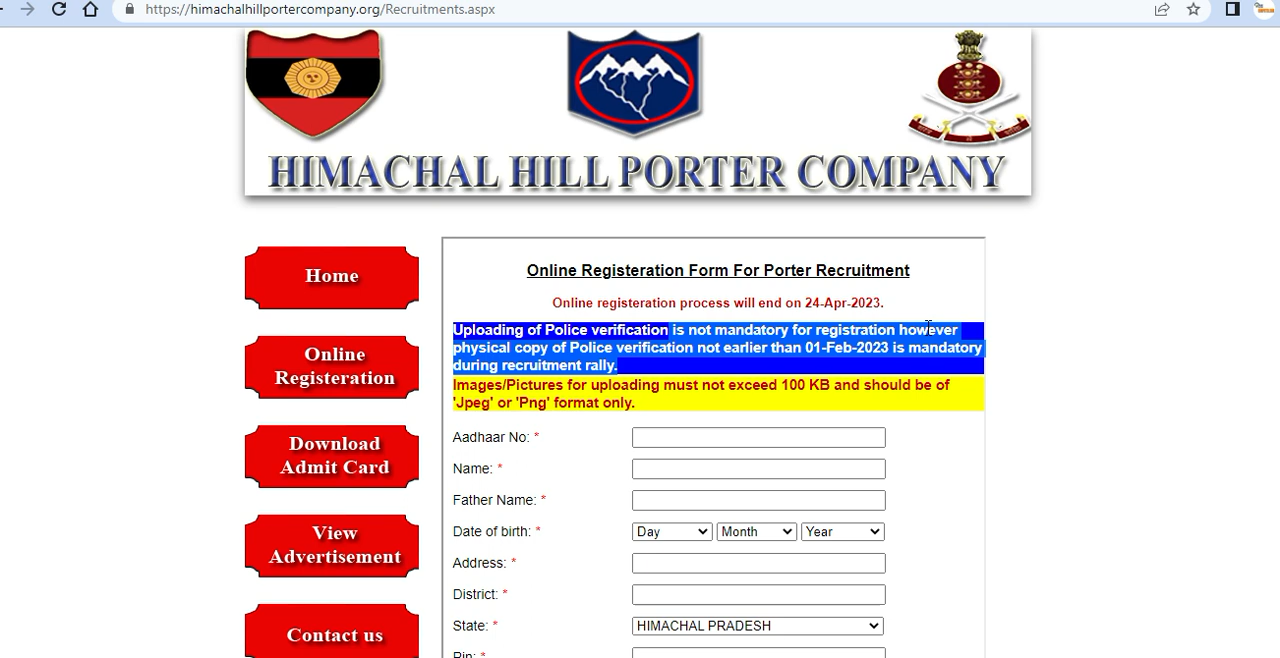 https://himachalhillportercompany.org/Recruitments.aspx
HIMACHAL HILL PORTER COMPANY
Home
Online
Registeration
Download
Admit Card
View
Advertisement
Contact us
Online Registeration Form For Porter Recruitment
Online registeration process will end on 24-Apr-2023.
Uploading of Police verification is not mandatory for registration however
physical copy of Police verification not earlier than 01-Feb-2023 is mandatory
during recruitment rally.
Images/Pictures for uploading must not exceed 100 KB and should be of
'Jpeg' or 'Png' format only.
Aadhaar No: *
Name: *
Father Name: *
Date of birth: * Day Month Year
Address: *
District: *
State: * HIMACHAL PRADESH
Pin: *